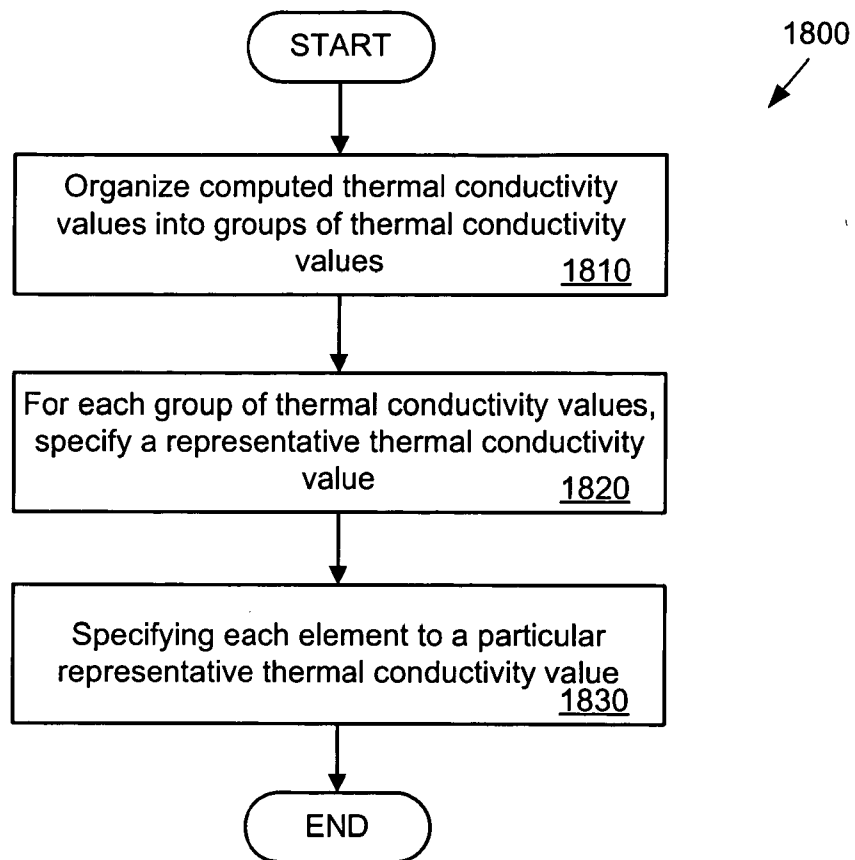 START
1800
Organize computed thermal conductivity
values into groups of thermal conductivity
values
1810
For each group of thermal conductivity values,
specify a representative thermal conductivity
value
1820
Specifying each element to a particular
representative thermal conductivity value
1830
END